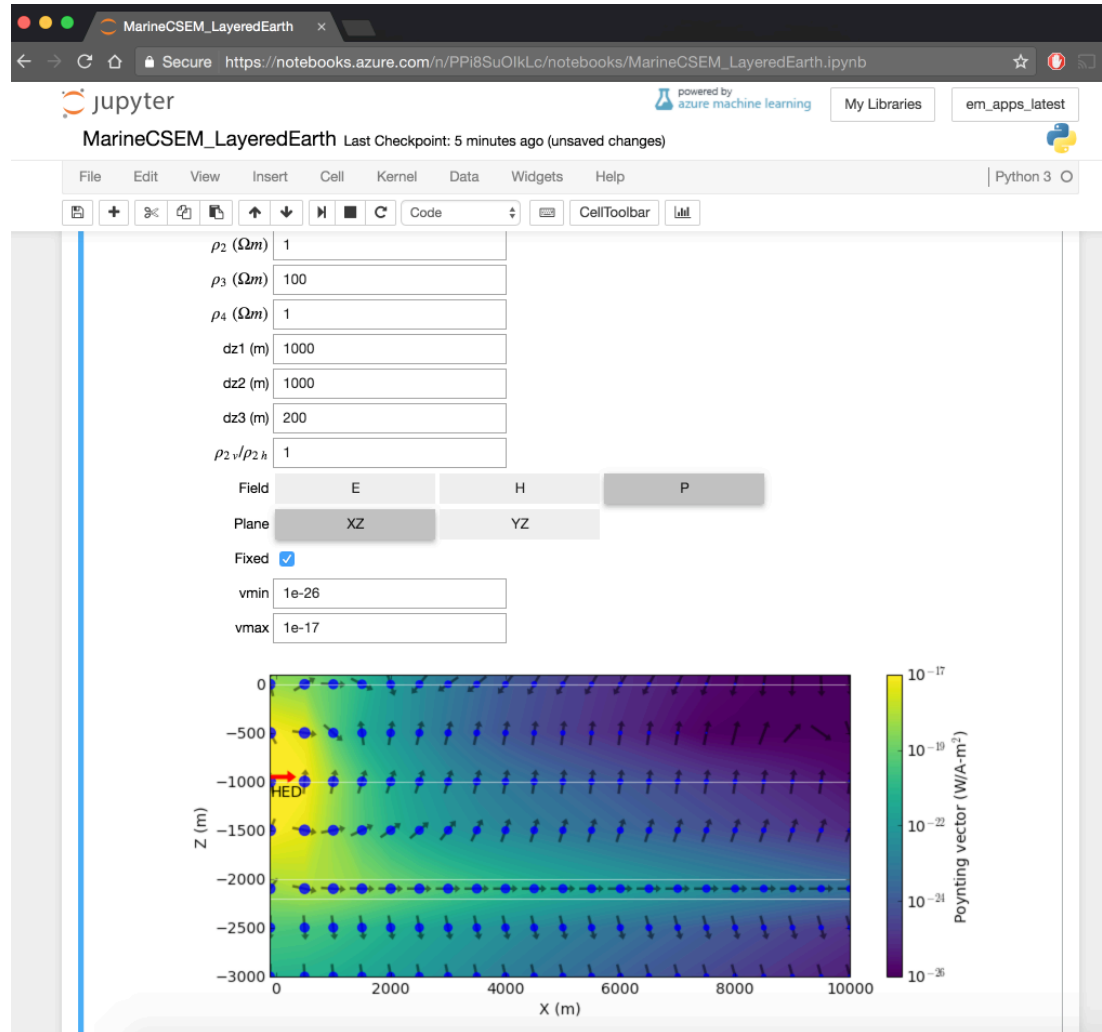 MarineCSEM_LayeredEarth ×
Secure https://notebooks.azure.com/n/PPi8SuOIkLc/notebooks/MarineCSEM_LayeredEarth.ipynb
jupyter
powered by
azure machine learning
My Libraries
em_apps_latest
MarineCSEM_LayeredEarth Last Checkpoint: 5 minutes ago (unsaved changes)
File Edit View Insert Cell Kernel Data Widgets Help Python 3
Code CellToolbar
ρ2 (Ωm) 1
ρ3 (Ωm) 100
ρ4 (Ωm) 1
dz1 (m) 1000
dz2 (m) 1000
dz3 (m) 200
ρ2v/ρ2h 1
Field E H P
Plane XZ YZ
Fixed
vmin 1e-26
vmax 1e-17
0
−500
−1000
−1500
−2000
−2500
−3000
Z (m)
HED
0 2000 4000 6000 8000 10000
X (m)
10^−17
10^−19
10^−22
10^−24
10^−26
Poynting vector (W/A-m^2)